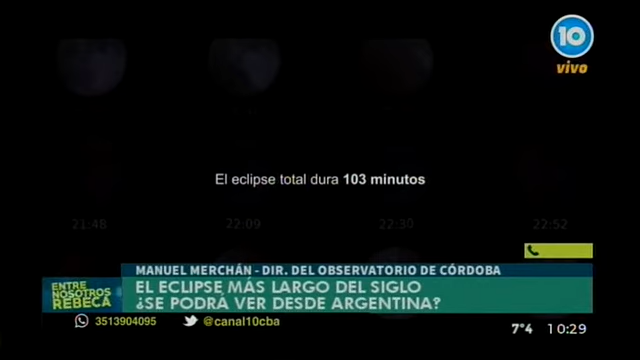 10
vivo
El eclipse total dura 103 minutos
21:48 22:09 22:30 22:52
MANUEL MERCHÁN - DIR. DEL OBSERVATORIO DE CÓRDOBA
ENTRE NOSOTROS REBECA
EL ECLIPSE MÁS LARGO DEL SIGLO
¿SE PODRÁ VER DESDE ARGENTINA?
3513904095 @canal10cba
7°4 10:29